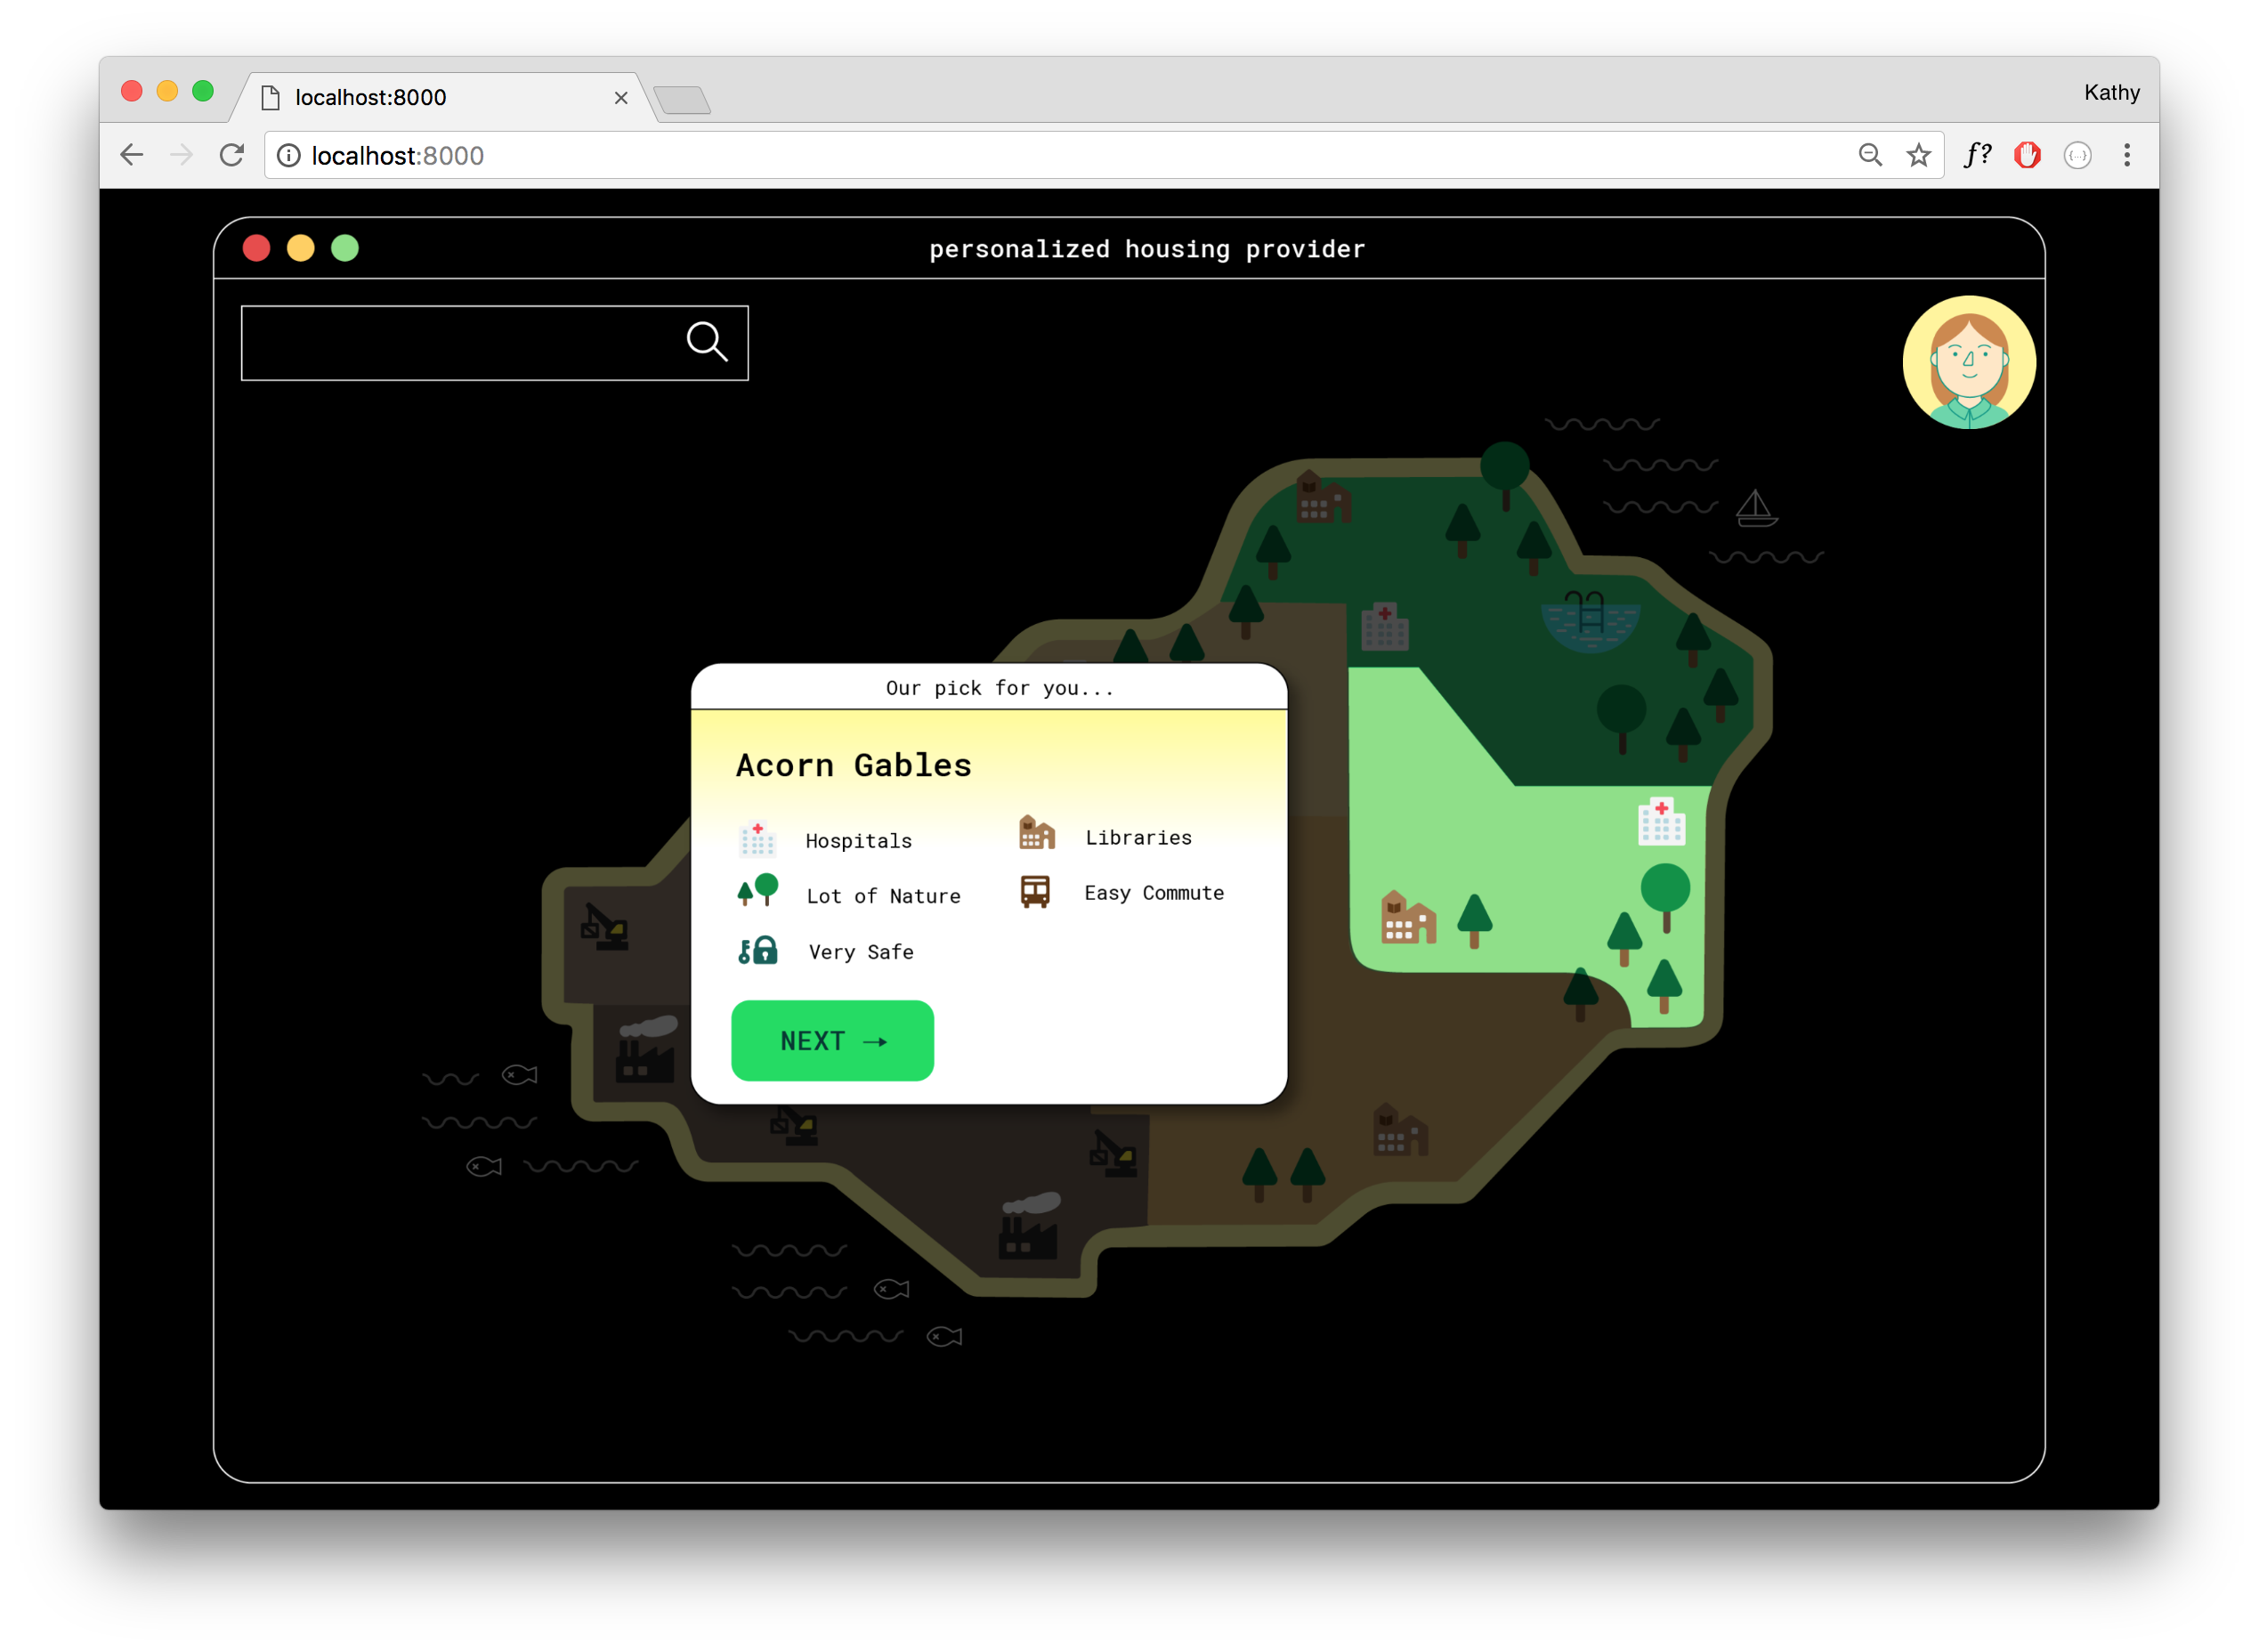 localhost:8000
Kathy
localhost:8000
f?
personalized housing provider
Our pick for you...
Acorn Gables
Hospitals
Libraries
Lot of Nature
Easy Commute
Very Safe
NEXT →